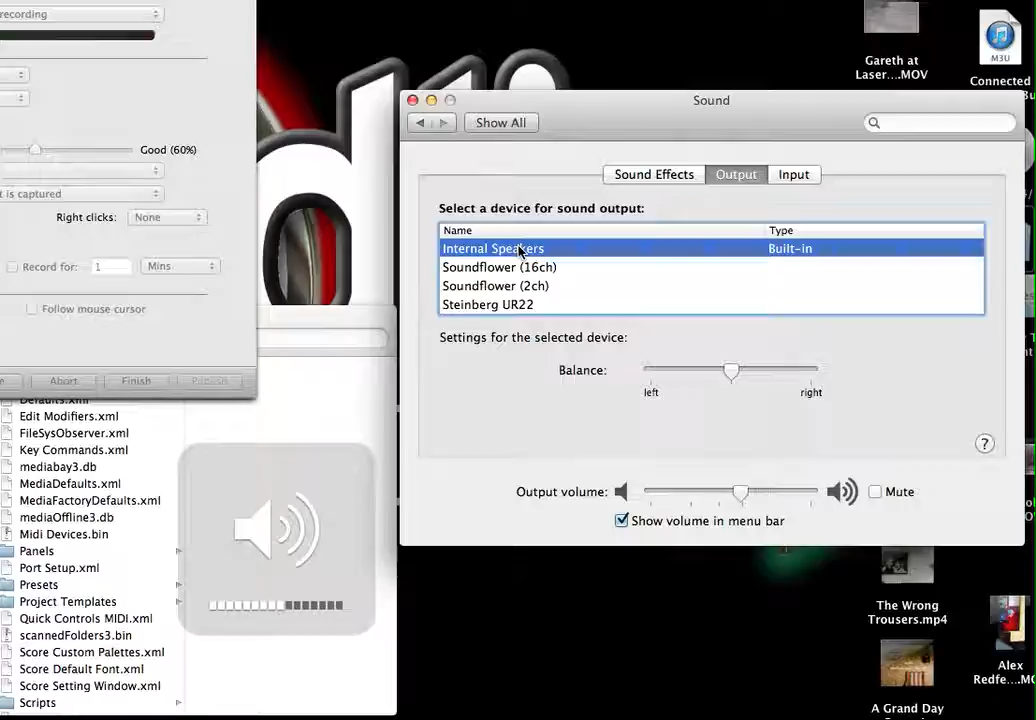 recording
Good (60%)
t is captured
Right clicks:
None
Record for:
1
Mins
Follow mouse cursor
Abort
Finish
Publish
Defaults.xml
Edit Modifiers.xml
FileSysObserver.xml
Key Commands.xml
mediabay3.db
MediaDefaults.xml
MediaFactoryDefaults.xml
mediaOffline3.db
Midi Devices.bin
Panels
Port Setup.xml
Presets
Project Templates
Quick Controls MIDI.xml
scannedFolders3.bin
Score Custom Palettes.xml
Score Default Font.xml
Score Setting Window.xml
Scripts
Sound
Show All
Sound Effects
Output
Input
Select a device for sound output:
Name
Type
Internal Speakers
Built-in
Soundflower (16ch)
Soundflower (2ch)
Steinberg UR22
Settings for the selected device:
Balance:
left
right
?
Output volume:
Mute
Show volume in menu bar
Gareth at
Laser....MOV
M3U
Connected
The Wrong
Trousers.mp4
Alex
Redfe....MO
A Grand Day